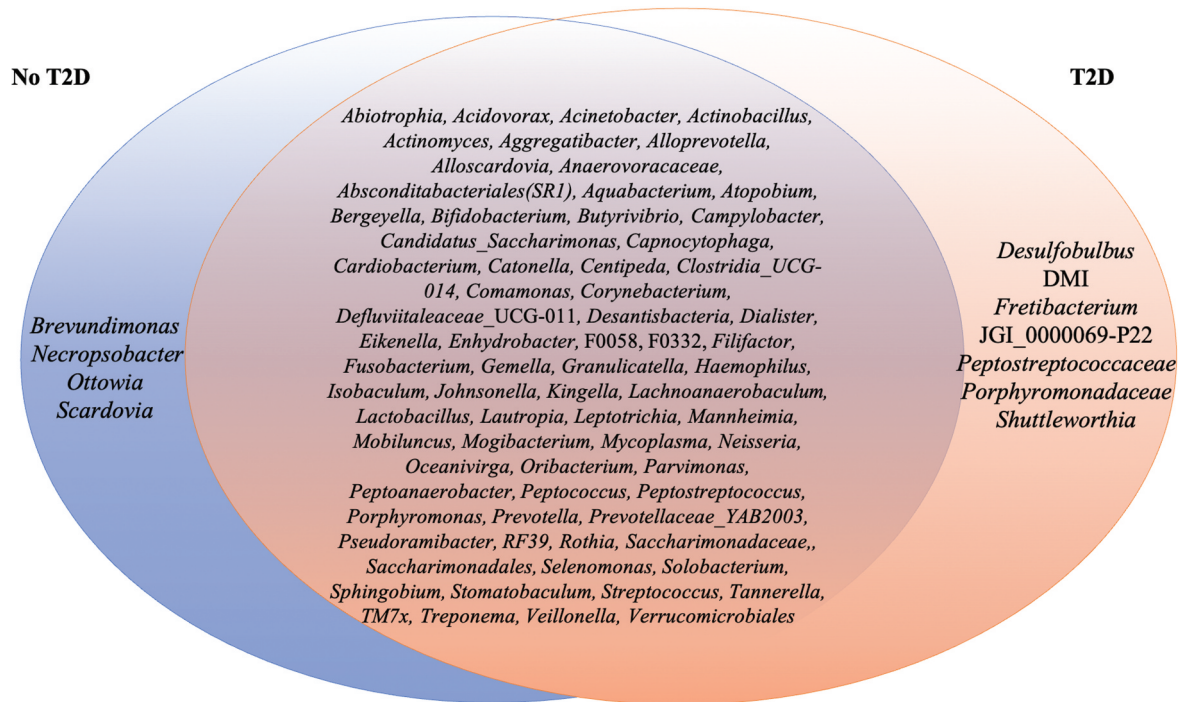 No T2D
T2D
Abiotrophia, Acidovorax, Acinetobacter, Actinobacillus,
Actinomyces, Aggregatibacter, Alloprevotella,
Alloscardovia, Anaerovoracaceae,
Absconditabacteriales(SR1), Aquabacterium, Atopobium,
Bergeyella, Bifidobacterium, Butyrivibrio, Campylobacter,
Candidatus_Saccharimonas, Capnocytophaga,
Cardiobacterium, Catonella, Centipeda, Clostridia_UCG-
014, Comamonas, Corynebacterium,
Defluviitaleaceae_UCG-011, Desantisbacteria, Dialister,
Eikenella, Enhydrobacter, F0058, F0332, Filifactor,
Fusobacterium, Gemella, Granulicatella, Haemophilus,
Isobaculum, Johnsonella, Kingella, Lachnoanaerobaculum,
Lactobacillus, Lautropia, Leptotrichia, Mannheimia,
Mobiluncus, Mogibacterium, Mycoplasma, Neisseria,
Oceanivirga, Oribacterium, Parvimonas,
Peptoanaerobacter, Peptococcus, Peptostreptococcus,
Porphyromonas, Prevotella, Prevotellaceae_YAB2003,
Pseudoramibacter, RF39, Rothia, Saccharimonadaceae,,
Saccharimonadales, Selenomonas, Solobacterium,
Sphingobium, Stomatobaculum, Streptococcus, Tannerella,
TM7x, Treponema, Veillonella, Verrucomicrobiales
Brevundimonas
Necropsobacter
Ottowia
Scardovia
Desulfobulbus
DMI
Fretibacterium
JGI_0000069-P22
Peptostreptococcaceae
Porphyromonadaceae
Shuttleworthia